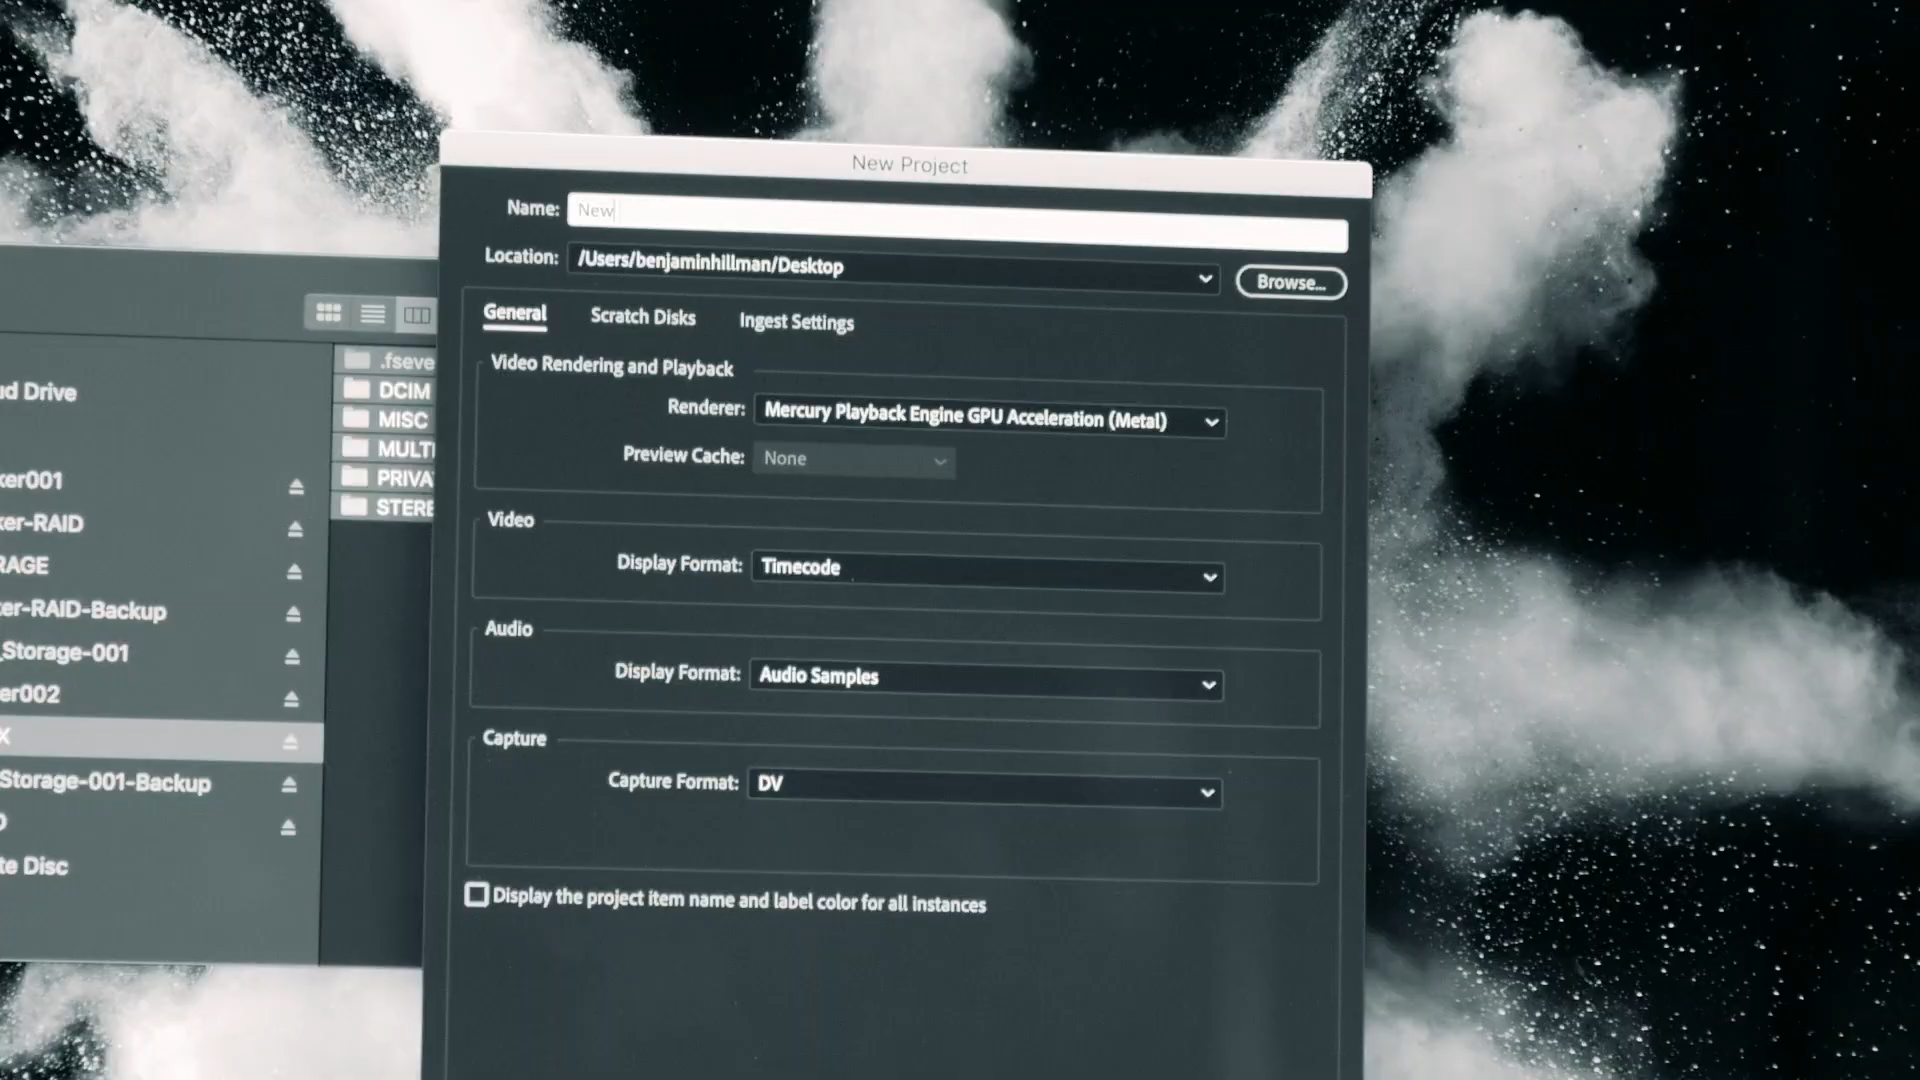 New Project
Name: New
Location: /Users/benjaminhillman/Desktop
Browse...
General Scratch Disks Ingest Settings
Video Rendering and Playback
Renderer: Mercury Playback Engine GPU Acceleration (Metal)
Preview Cache: None
Video
Display Format: Timecode
Audio
Display Format: Audio Samples
Capture
Capture Format: DV
Display the project item name and label color for all instances
.fseve
DCIM
MISC
MULTI
PRIVA
STERE
ud Drive
ker001
ker-RAID
RAGE
ter-RAID-Backup
_Storage-001
er002
X
Storage-001-Backup
te Disc